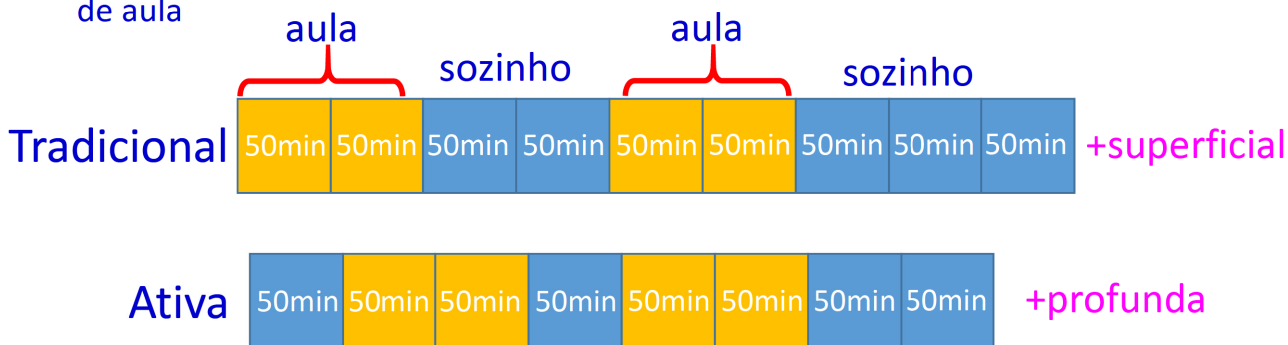 de aula
aula
sozinho
aula
sozinho
Tradicional 50min 50min 50min 50min 50min 50min 50min 50min 50min +superficial
Ativa 50min 50min 50min 50min 50min 50min 50min 50min +profunda